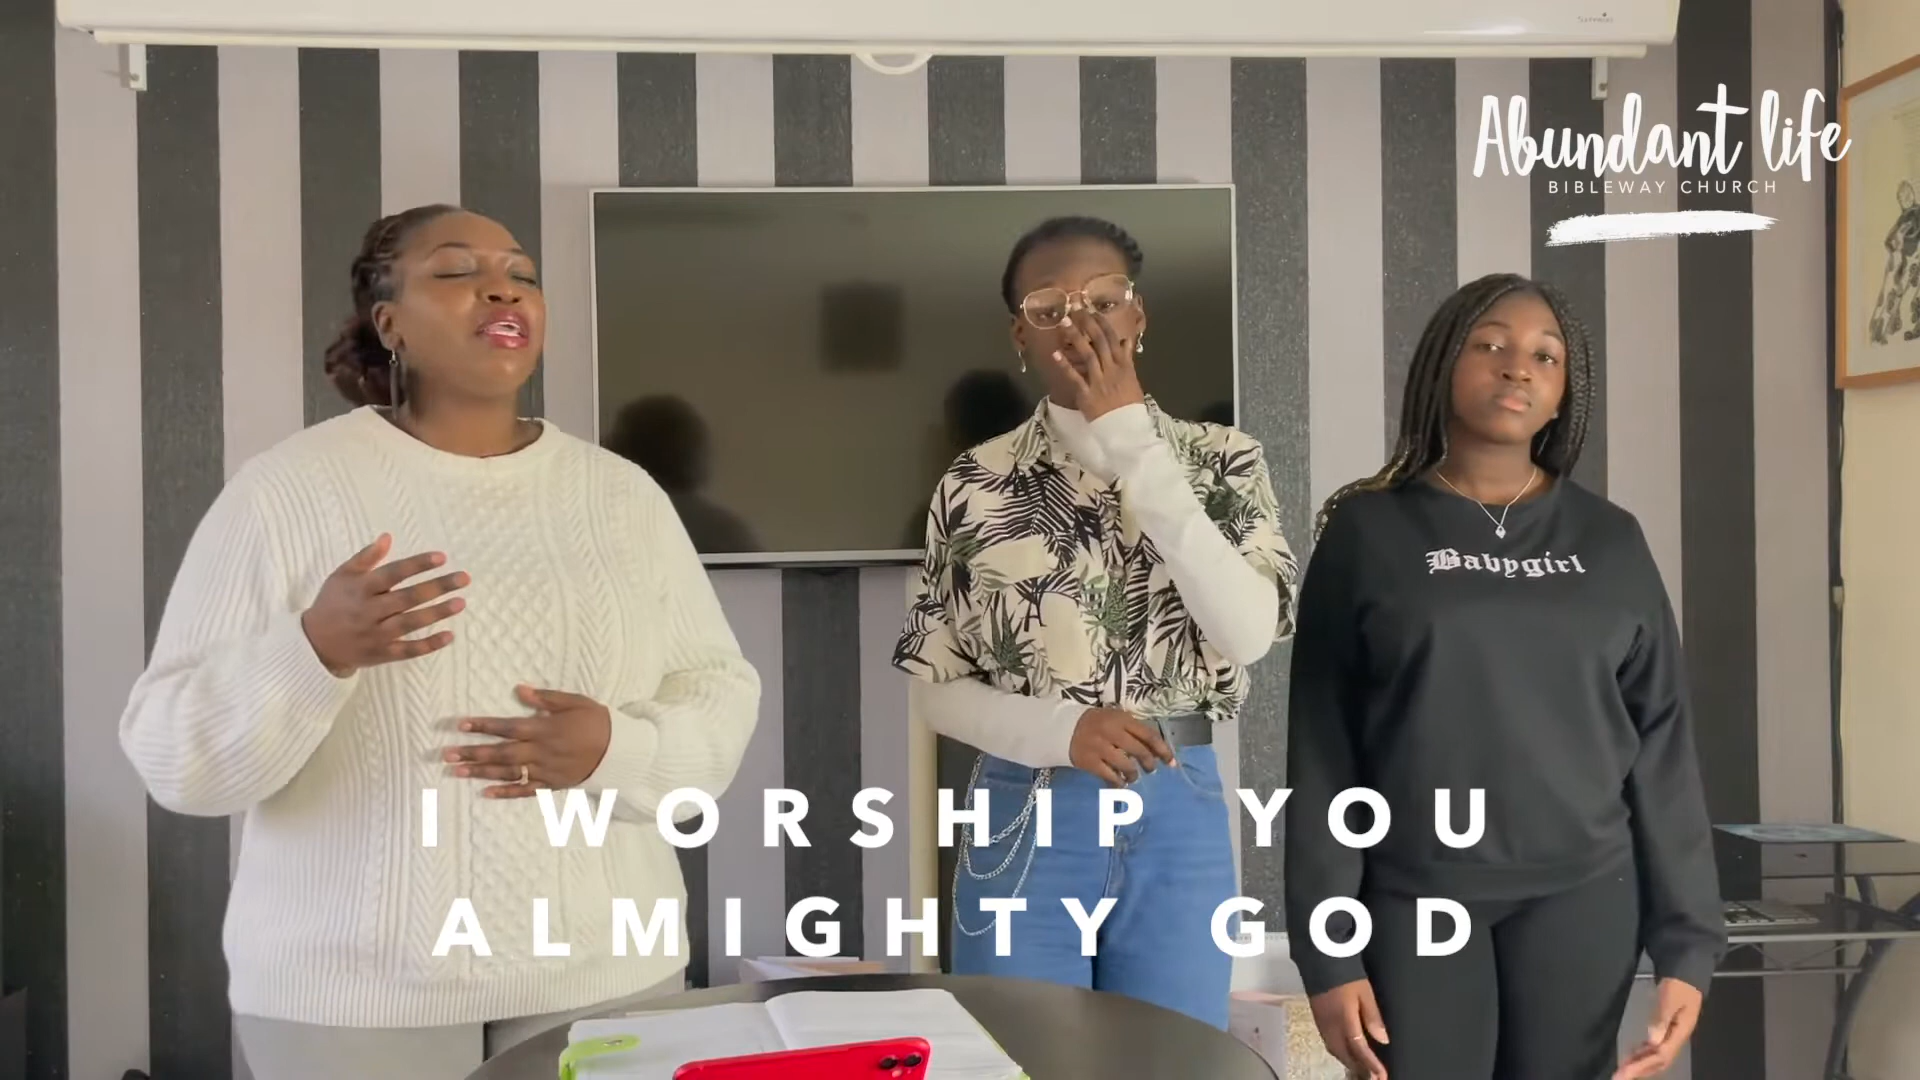 Abundant life
BIBLEWAY CHURCH
Babygirl
I WORSHIP YOU
ALMIGHTY GOD